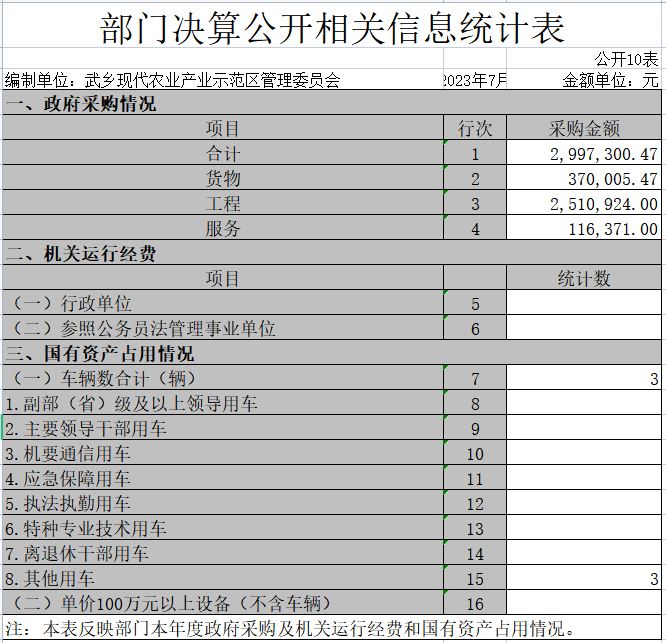 部门决算公开相关信息统计表
公开10表
编制单位：武乡现代农业产业示范区管理委员会 2023年7月 金额单位：元
一、政府采购情况
项目 行次 采购金额
合计 1 2,997,300.47
货物 2 370,005.47
工程 3 2,510,924.00
服务 4 116,371.00
二、机关运行经费
项目 统计数
（一）行政单位 5
（二）参照公务员法管理事业单位 6
三、国有资产占用情况
（一）车辆数合计（辆） 7 3
1.副部（省）级及以上领导用车 8
2.主要领导干部用车 9
3.机要通信用车 10
4.应急保障用车 11
5.执法执勤用车 12
6.特种专业技术用车 13
7.离退休干部用车 14
8.其他用车 15 3
（二）单价100万元以上设备（不含车辆） 16
注：本表反映部门本年度政府采购及机关运行经费和国有资产占用情况。